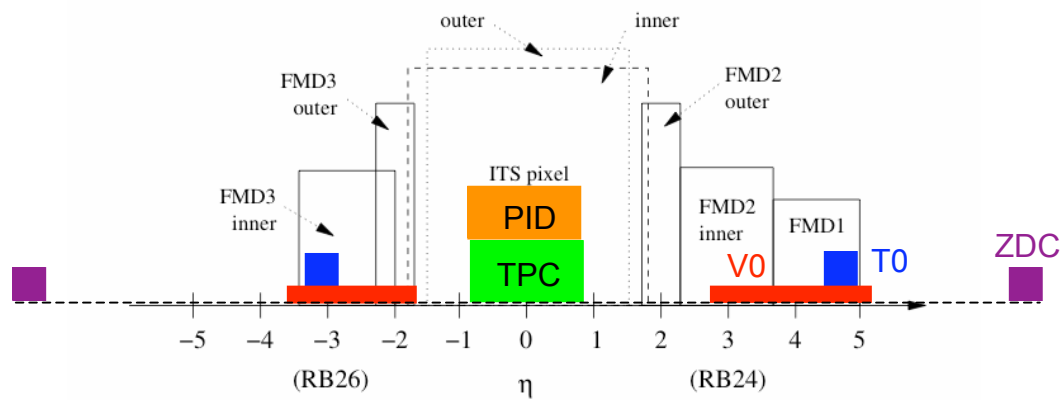 outer
inner
FMD3
outer
FMD2
outer
ITS pixel
FMD3
inner
PID
FMD2
inner
FMD1
TPC
V0
T0
ZDC
−5 −4 −3 −2 −1 0 1 2 3 4 5
(RB26) η (RB24)